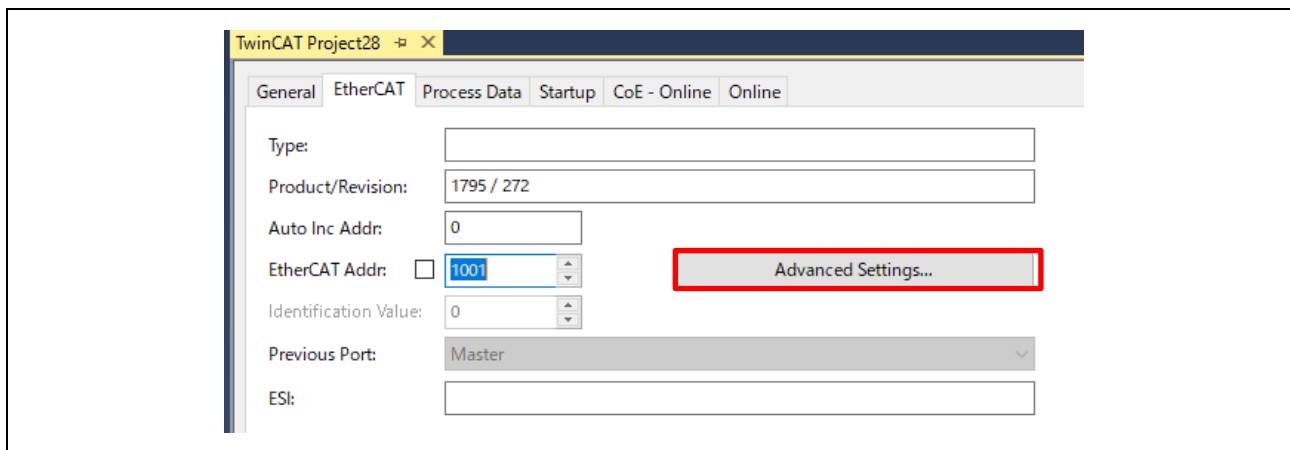 TwinCAT Project28
General EtherCAT Process Data Startup CoE - Online Online
Type:
Product/Revision: 1795 / 272
Auto Inc Addr: 0
EtherCAT Addr: 1001 Advanced Settings...
Identification Value: 0
Previous Port: Master
ESI: